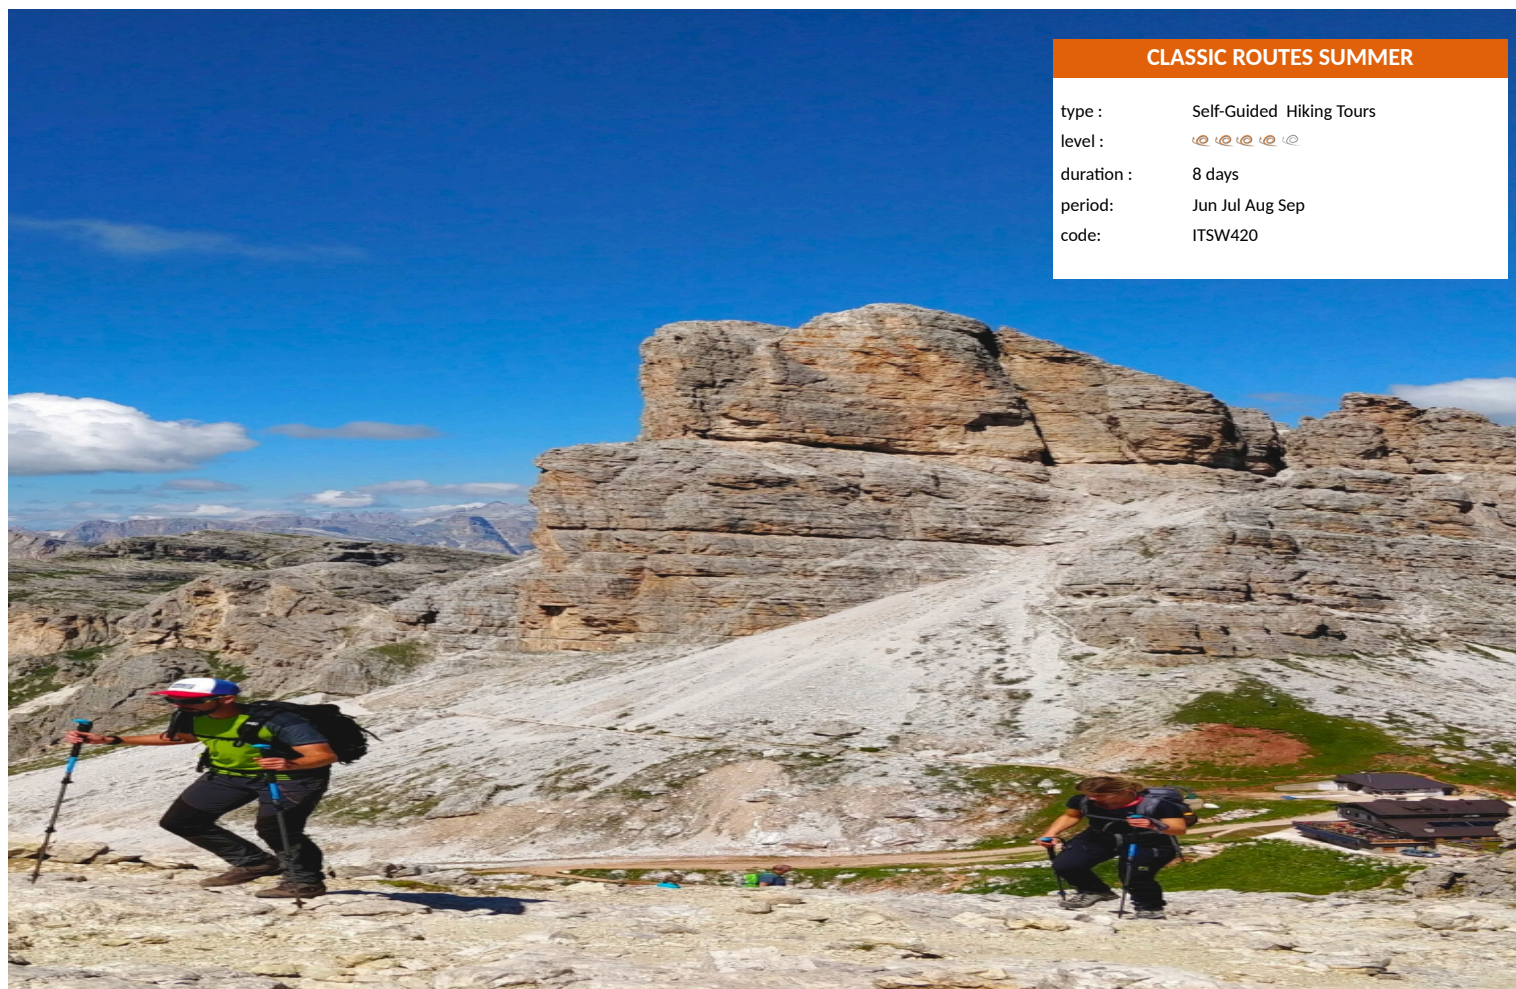 CLASSIC ROUTES SUMMER
type : Self-Guided  Hiking Tours
level :
duration : 8 days
period: Jun Jul Aug Sep
code: ITSW420